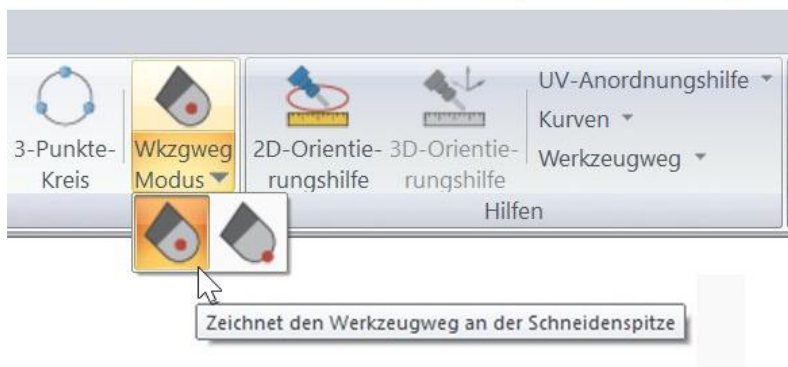 3-Punkte-
Kreis
Wkzgweg
Modus
2D-Orientie-
rungshilfe
3D-Orientie-
rungshilfe
UV-Anordnungshilfe
Kurven
Werkzeugweg
Hilfen
Zeichnet den Werkzeugweg an der Schneidenspitze